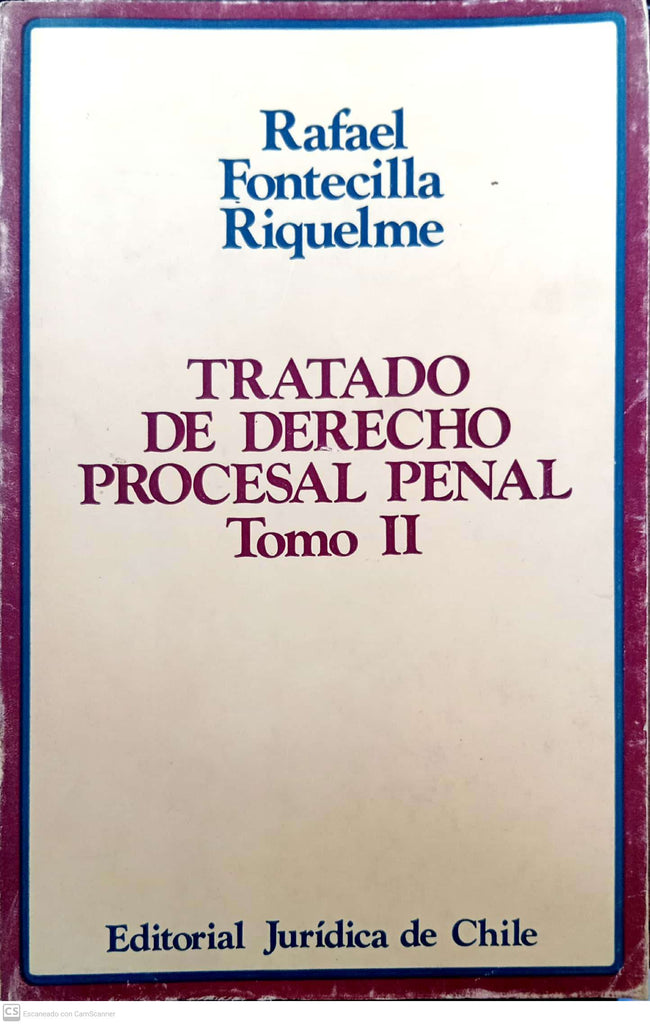 Rafael
Fontecilla
Riquelme
TRATADO
DE DERECHO
PROCESAL PENAL
Tomo II
Editorial Jurídica de Chile
CS Escaneado con CamScanner